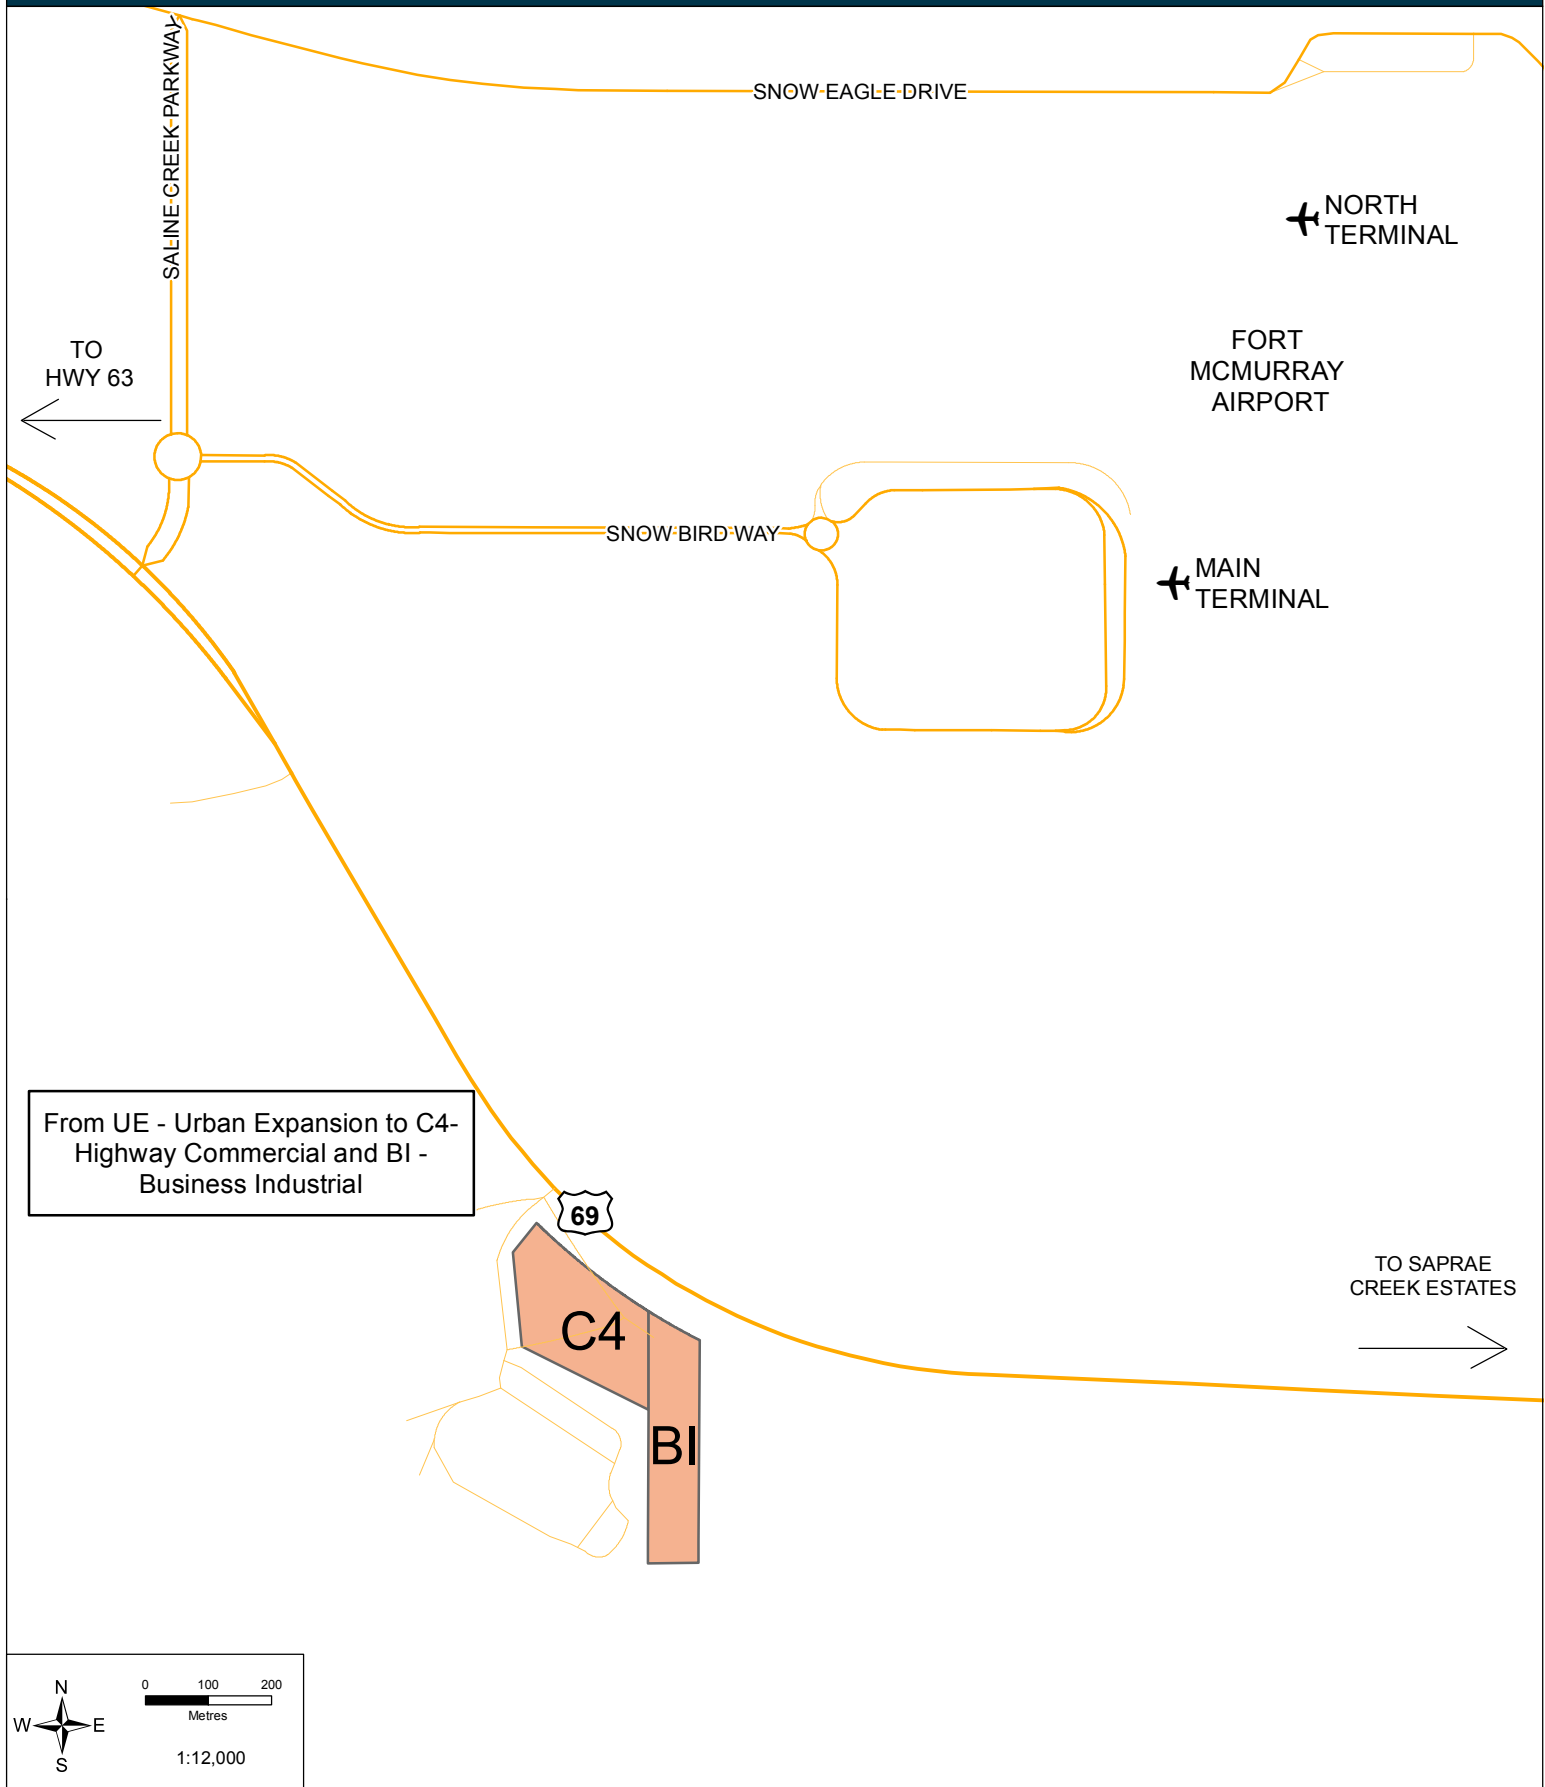 SALINE CREEK PARKWAY
SNOW EAGLE DRIVE
NORTH
TERMINAL
FORT
MCMURRAY
AIRPORT
TO
HWY 63
SNOW BIRD WAY
MAIN
TERMINAL
From UE - Urban Expansion to C4-
Highway Commercial and BI -
Business Industrial
69
TO SAPRAE
CREEK ESTATES
C4
BI
N
W E
S
0 100 200
Metres
1:12,000